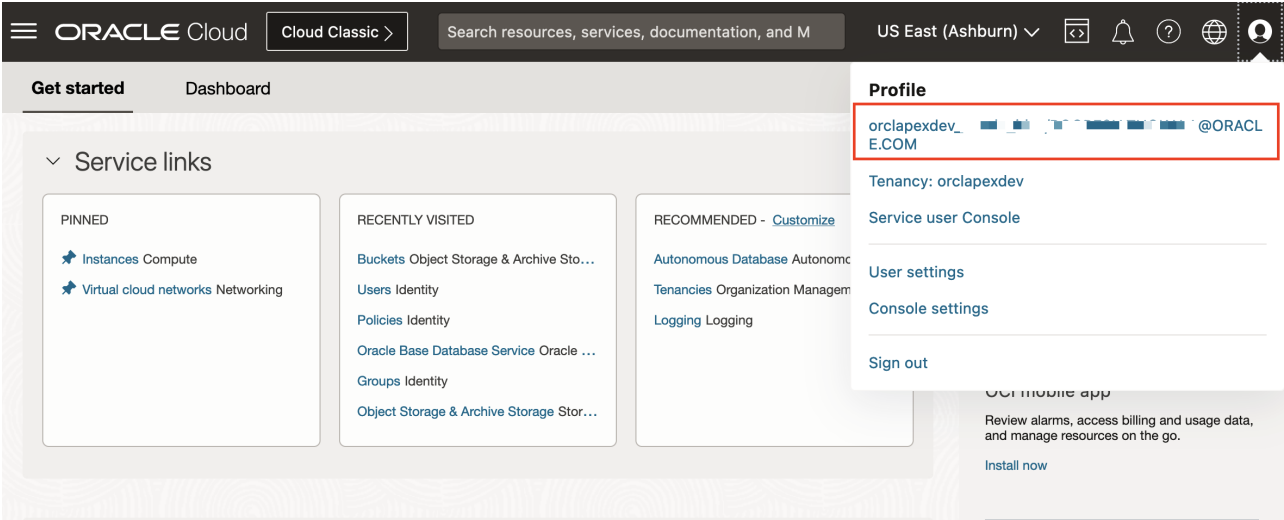 ORACLE Cloud
Cloud Classic >
Search resources, services, documentation, and M
US East (Ashburn)
Get started
Dashboard
Profile
orclapexdev_ @ORACL
E.COM
Tenancy: orclapexdev
Service user Console
User settings
Console settings
Sign out
Service links
PINNED
Instances Compute
Virtual cloud networks Networking
RECENTLY VISITED
Buckets Object Storage & Archive Sto...
Users Identity
Policies Identity
Oracle Base Database Service Oracle ...
Groups Identity
Object Storage & Archive Storage Stor...
RECOMMENDED - Customize
Autonomous Database Autonomo
Tenancies Organization Managem
Logging Logging
OCI mobile app
Review alarms, access billing and usage data,
and manage resources on the go.
Install now